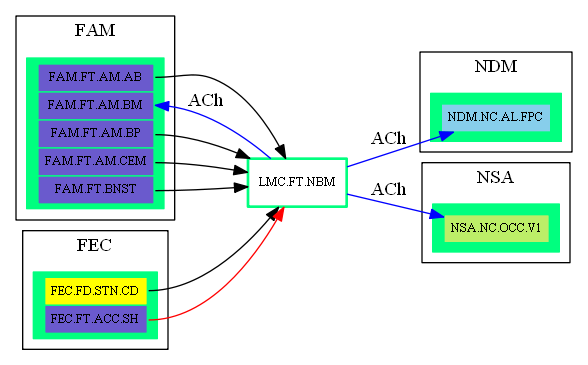 FAM
FAM.FT.AM.AB
FAM.FT.AM.BM
FAM.FT.AM.BP
FAM.FT.AM.CEM
FAM.FT.BNST
ACh
LMC.FT.NBM
FEC
FEC.FD.STN.CD
FEC.FT.ACC.SH
NDM
NDM.NC.AL.FPC
ACh
NSA
NSA.NC.OCC.V1
ACh